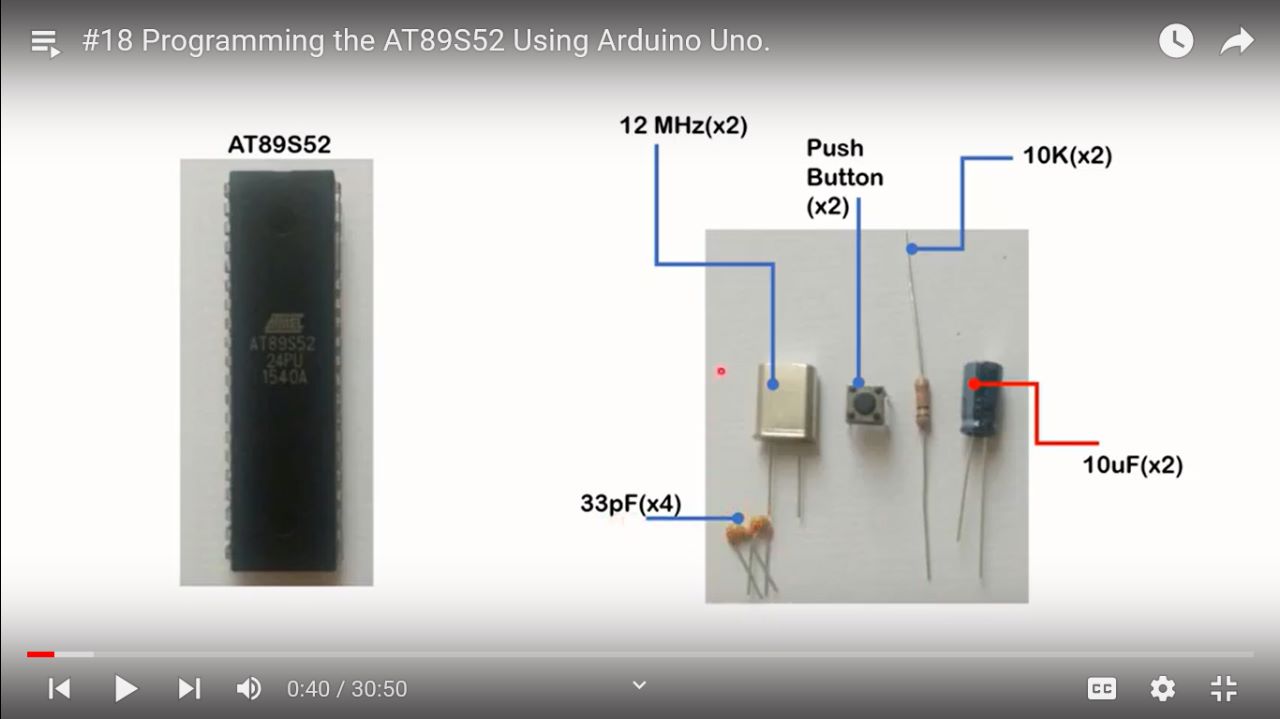 #18 Programming the AT89S52 Using Arduino Uno.
12 MHz(x2)
AT89S52
Push
Button
(x2)
10K(x2)
ATMEL
AT89S52
24PU
1540A
10uF(x2)
33pF(x4)
0:40 / 30:50
CC